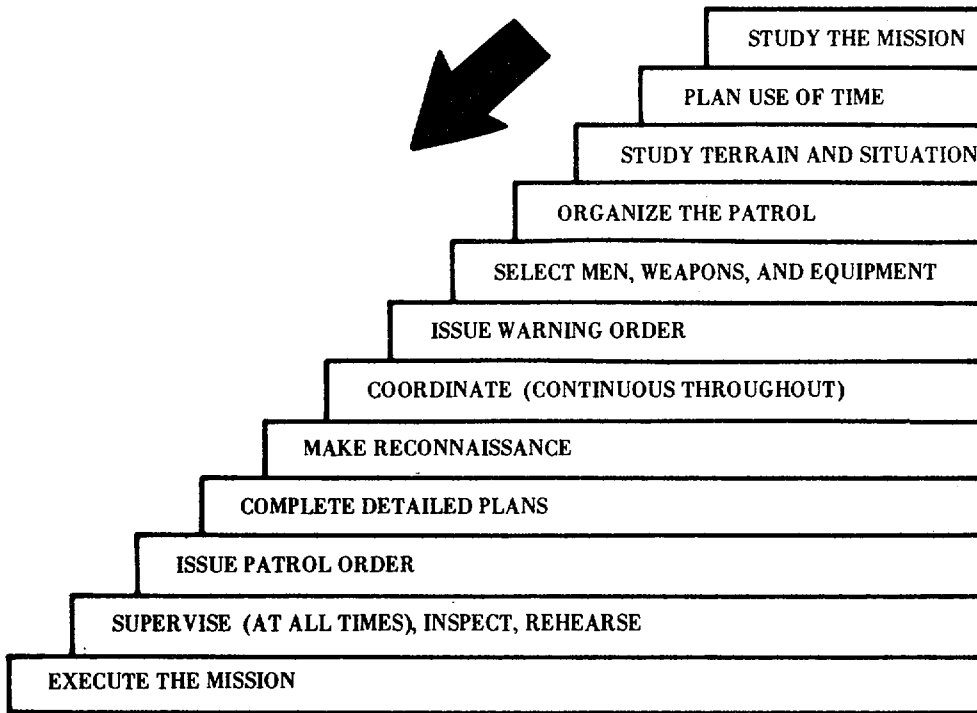 STUDY THE MISSION
PLAN USE OF TIME
STUDY TERRAIN AND SITUATION
ORGANIZE THE PATROL
SELECT MEN, WEAPONS, AND EQUIPMENT
ISSUE WARNING ORDER
COORDINATE (CONTINUOUS THROUGHOUT)
MAKE RECONNAISSANCE
COMPLETE DETAILED PLANS
ISSUE PATROL ORDER
SUPERVISE (AT ALL TIMES), INSPECT, REHEARSE
EXECUTE THE MISSION